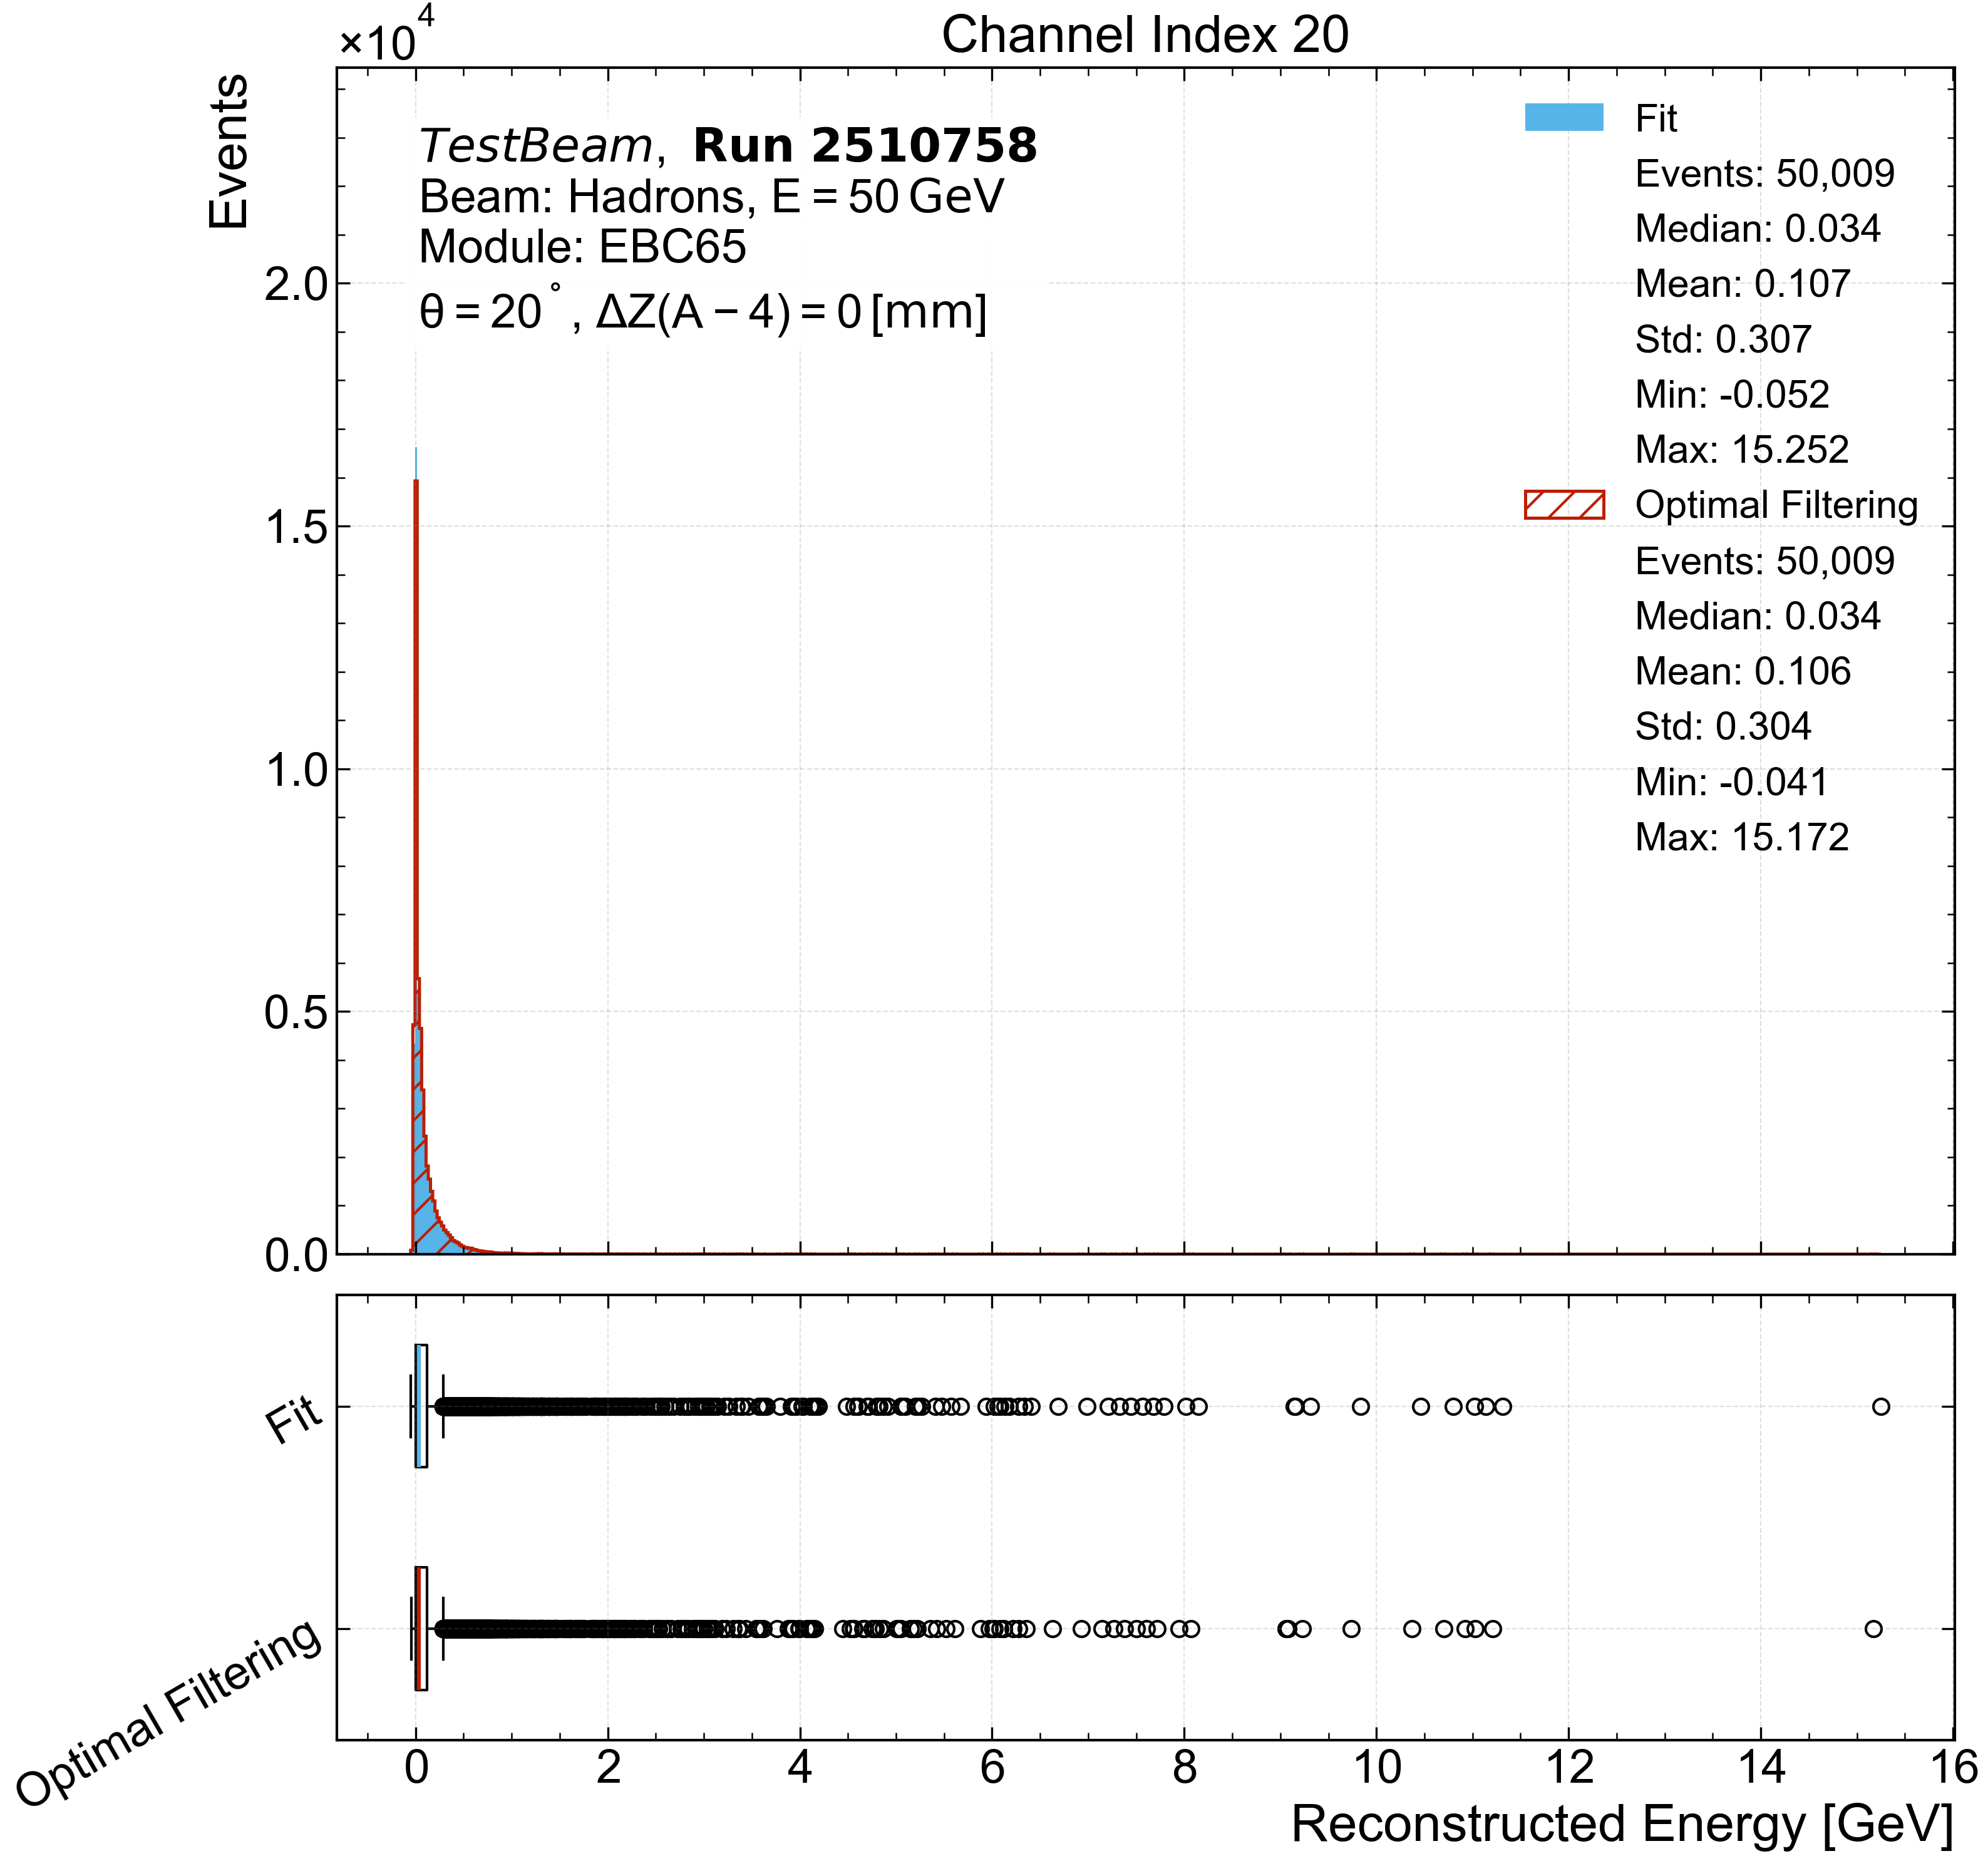 Channel Index 20
×10⁴
Events
TestBeam, Run 2510758
Beam: Hadrons, E = 50 GeV
Module: EBC65
θ = 20°, ΔZ(A − 4) = 0 [mm]
Fit
Events: 50,009
Median: 0.034
Mean: 0.107
Std: 0.307
Min: -0.052
Max: 15.252
Optimal Filtering
Events: 50,009
Median: 0.034
Mean: 0.106
Std: 0.304
Min: -0.041
Max: 15.172
2.0
1.5
1.0
0.5
0.0
Fit
Optimal Filtering
0 2 4 6 8 10 12 14 16
Reconstructed Energy [GeV]